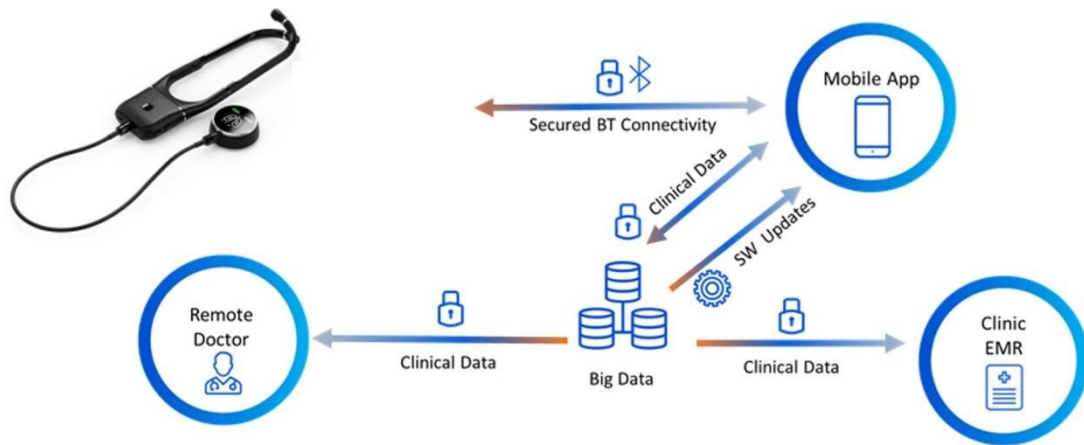 Mobile App
Secured BT Connectivity
Clinical Data
SW Updates
Remote
Doctor
Clinical Data
Big Data
Clinical Data
Clinic
EMR